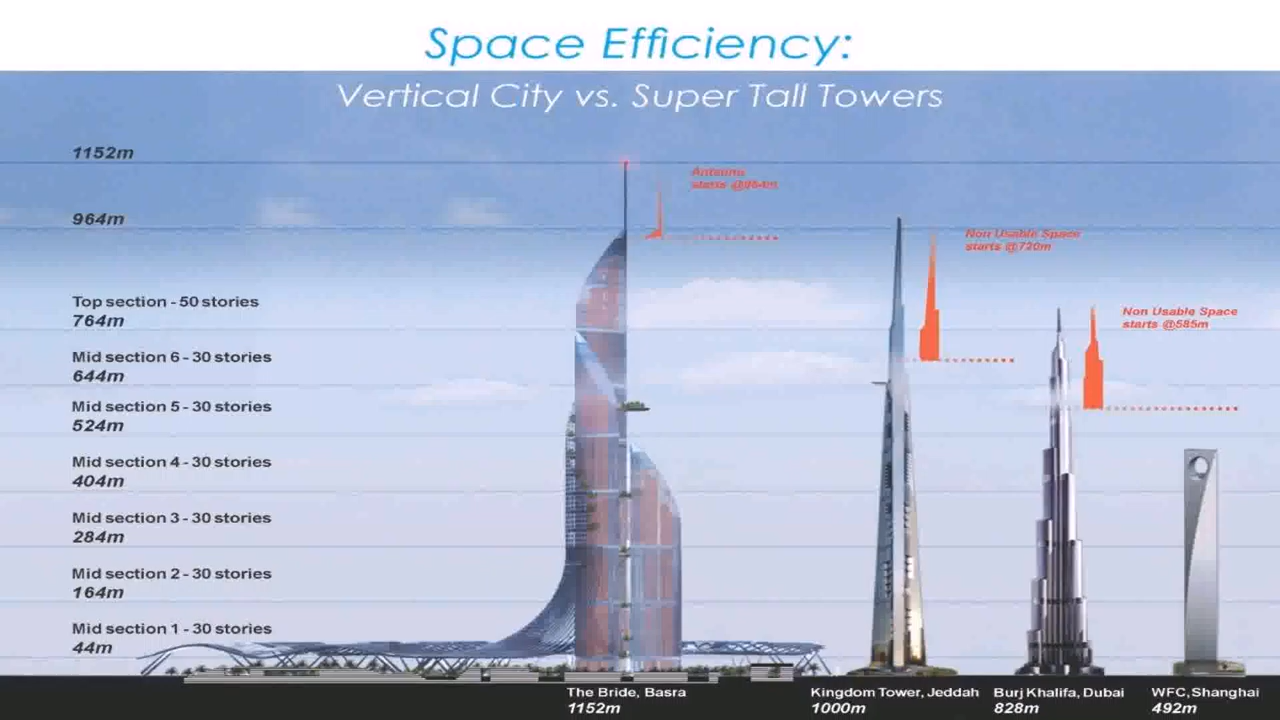 Space Efficiency:
Vertical City vs. Super Tall Towers
1152m
Antenna
starts @964m
964m
Non Usable Space
starts @720m
Top section - 50 stories
764m
Non Usable Space
starts @585m
Mid section 6 - 30 stories
644m
Mid section 5 - 30 stories
524m
Mid section 4 - 30 stories
404m
Mid section 3 - 30 stories
284m
Mid section 2 - 30 stories
164m
Mid section 1 - 30 stories
44m
The Bride, Basra
1152m
Kingdom Tower, Jeddah
1000m
Burj Khalifa, Dubai
828m
WFC, Shanghai
492m